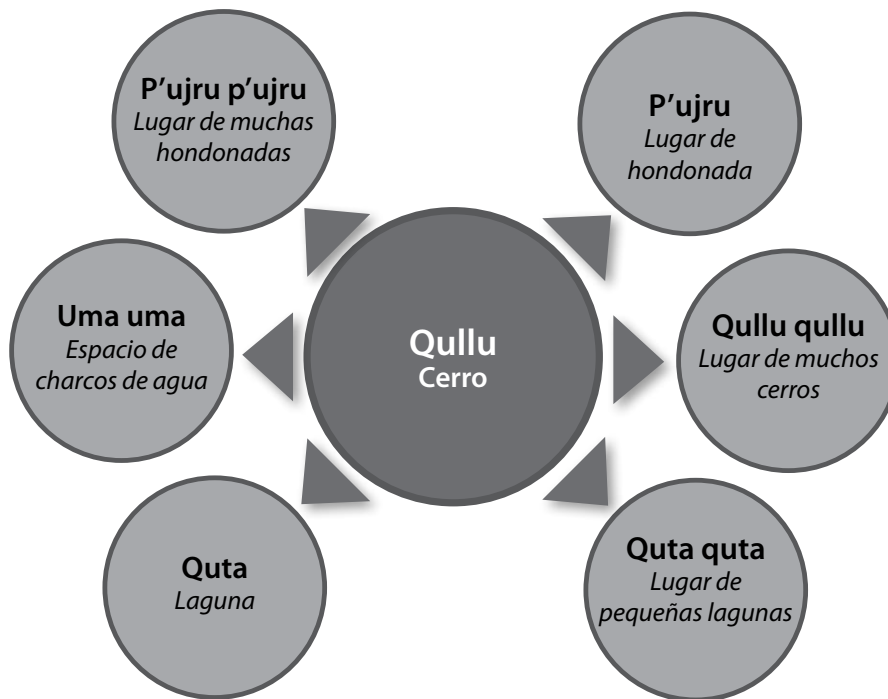 P’ujru p’ujru
Lugar de muchas
hondonadas
P’ujru
Lugar de
hondonada
Uma uma
Espacio de
charcos de agua
Qullu
Cerro
Qullu qullu
Lugar de muchos
cerros
Quta
Laguna
Quta quta
Lugar de
pequeñas lagunas